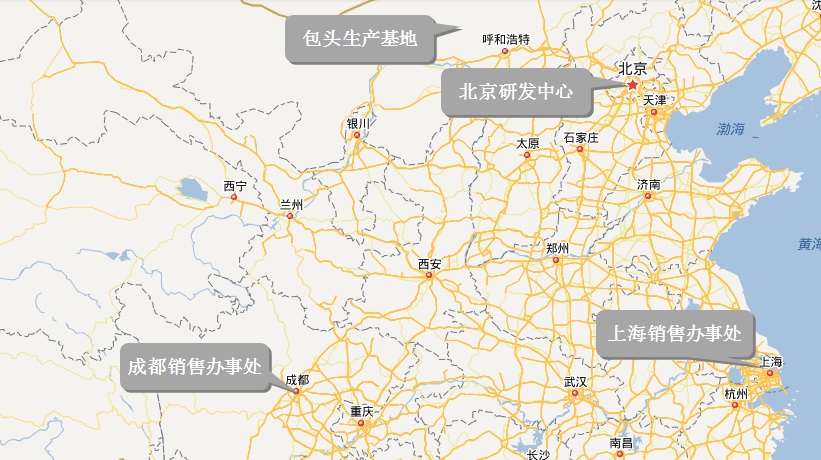 沈
包头生产基地
呼和浩特
北京
北京研发中心
天津
银川
渤海
石家庄
太原
西宁
济南
兰州
黄海
郑州
西安
上海销售办事处
成都销售办事处
上海
成都
武汉
杭州
重庆
南昌
长沙